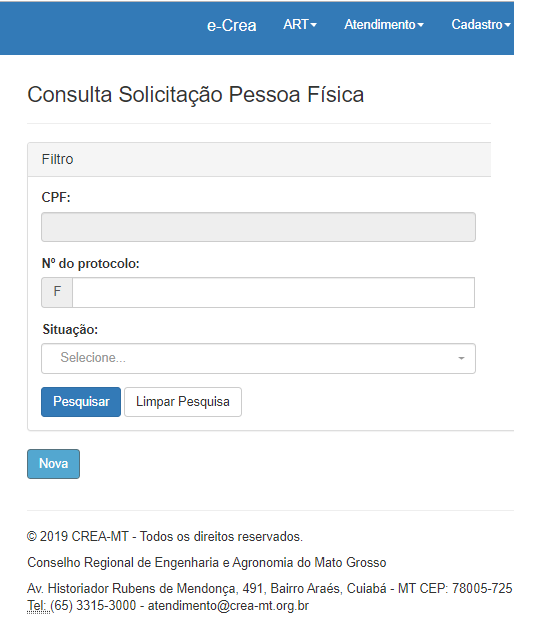 e-Crea ART Atendimento Cadastro
Consulta Solicitação Pessoa Física
Filtro
CPF:
Nº do protocolo:
F
Situação:
Selecione...
Pesquisar Limpar Pesquisa
Nova
© 2019 CREA-MT - Todos os direitos reservados.
Conselho Regional de Engenharia e Agronomia do Mato Grosso
Av. Historiador Rubens de Mendonça, 491, Bairro Araés, Cuiabá - MT CEP: 78005-725
Tel: (65) 3315-3000 - atendimento@crea-mt.org.br